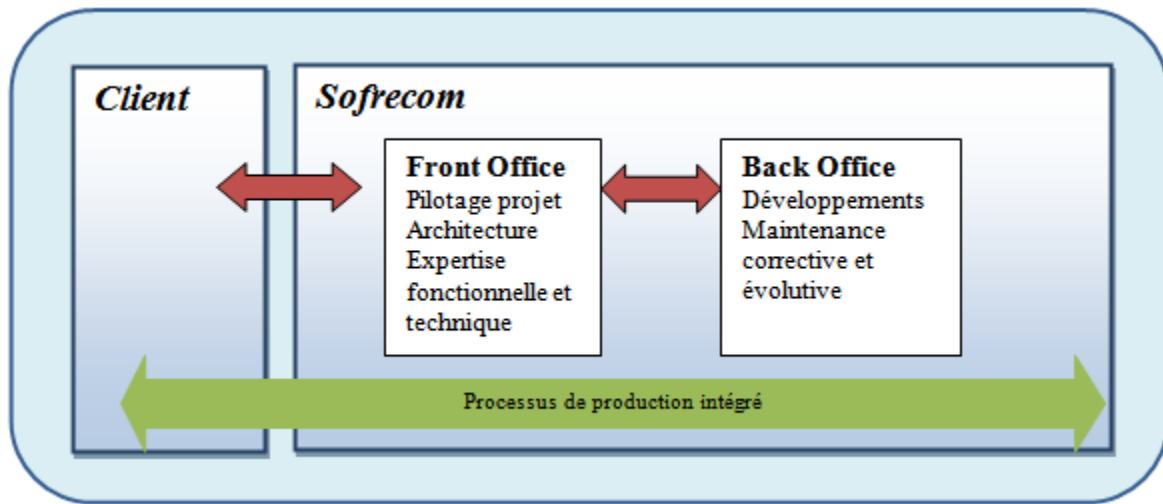 Client
Sofrecom
Front Office
Pilotage projet
Architecture
Expertise
fonctionnelle et
technique
Back Office
Développements
Maintenance
corrective et
évolutive
Processus de production intégré